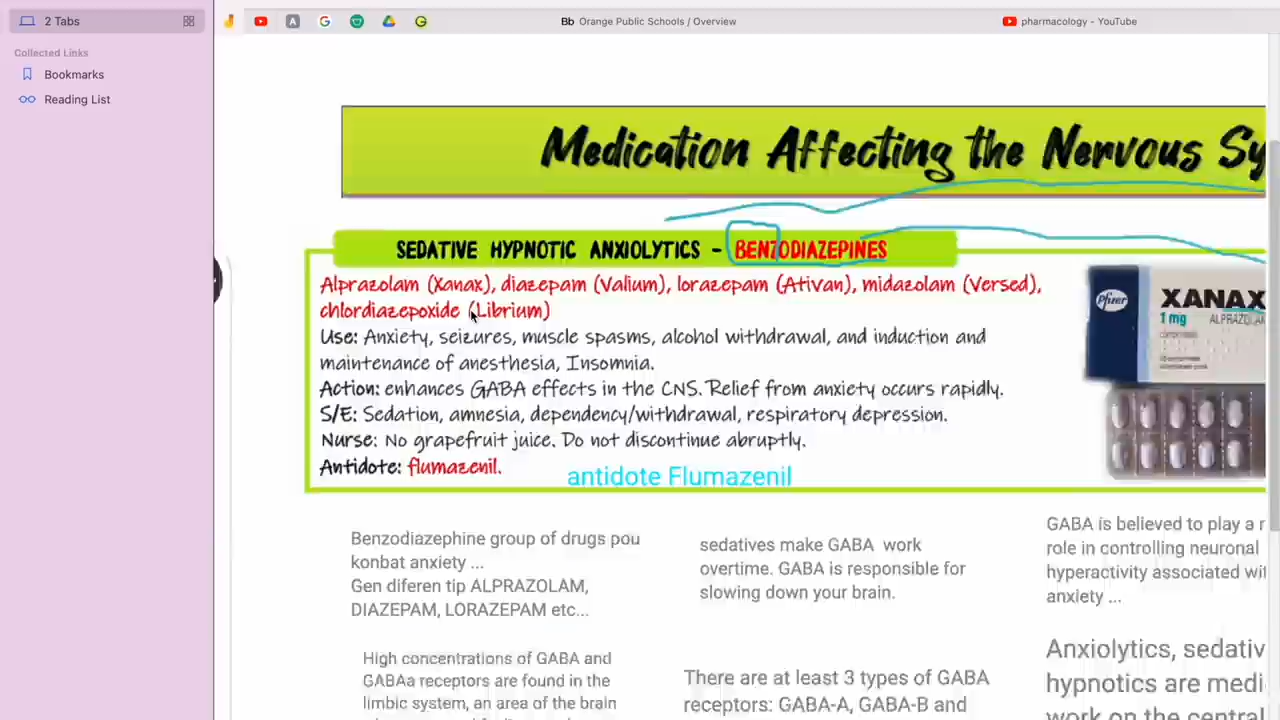 2 Tabs
Collected Links
Bookmarks
Reading List
A
G
G
Bb Orange Public Schools / Overview
pharmacology - YouTube
Medication Affecting the Nervous Sy
SEDATIVE HYPNOTIC ANXIOLYTICS - BENZODIAZEPINES
Alprazolam (Xanax), diazepam (Valium), lorazepam (Ativan), midazolam (Versed),
chlordiazepoxide (Librium)
Use: Anxiety, seizures, muscle spasms, alcohol withdrawal, and induction and
maintenance of anesthesia, Insomnia.
Action: enhances GABA effects in the CNS. Relief from anxiety occurs rapidly.
S/E: Sedation, amnesia, dependency/withdrawal, respiratory depression.
Nurse: No grapefruit juice. Do not discontinue abruptly.
Antidote: flumazenil.
antidote Flumazenil
Pfizer
XANAX
1 mg ALPRAZOLA
Benzodiazephine group of drugs pou
konbat anxiety ...
Gen diferen tip ALPRAZOLAM,
DIAZEPAM, LORAZEPAM etc...
sedatives make GABA work
overtime. GABA is responsible for
slowing down your brain.
GABA is believed to play a r
role in controlling neuronal
hyperactivity associated wit
anxiety ...
High concentrations of GABA and
GABAa receptors are found in the
limbic system, an area of the brain
There are at least 3 types of GABA
receptors: GABA-A, GABA-B and
Anxiolytics, sedativ
hypnotics are medi
work on the central